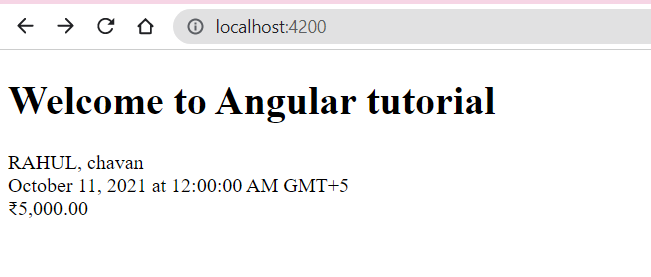 localhost:4200
Welcome to Angular tutorial
RAHUL, chavan
October 11, 2021 at 12:00:00 AM GMT+5
₹5,000.00